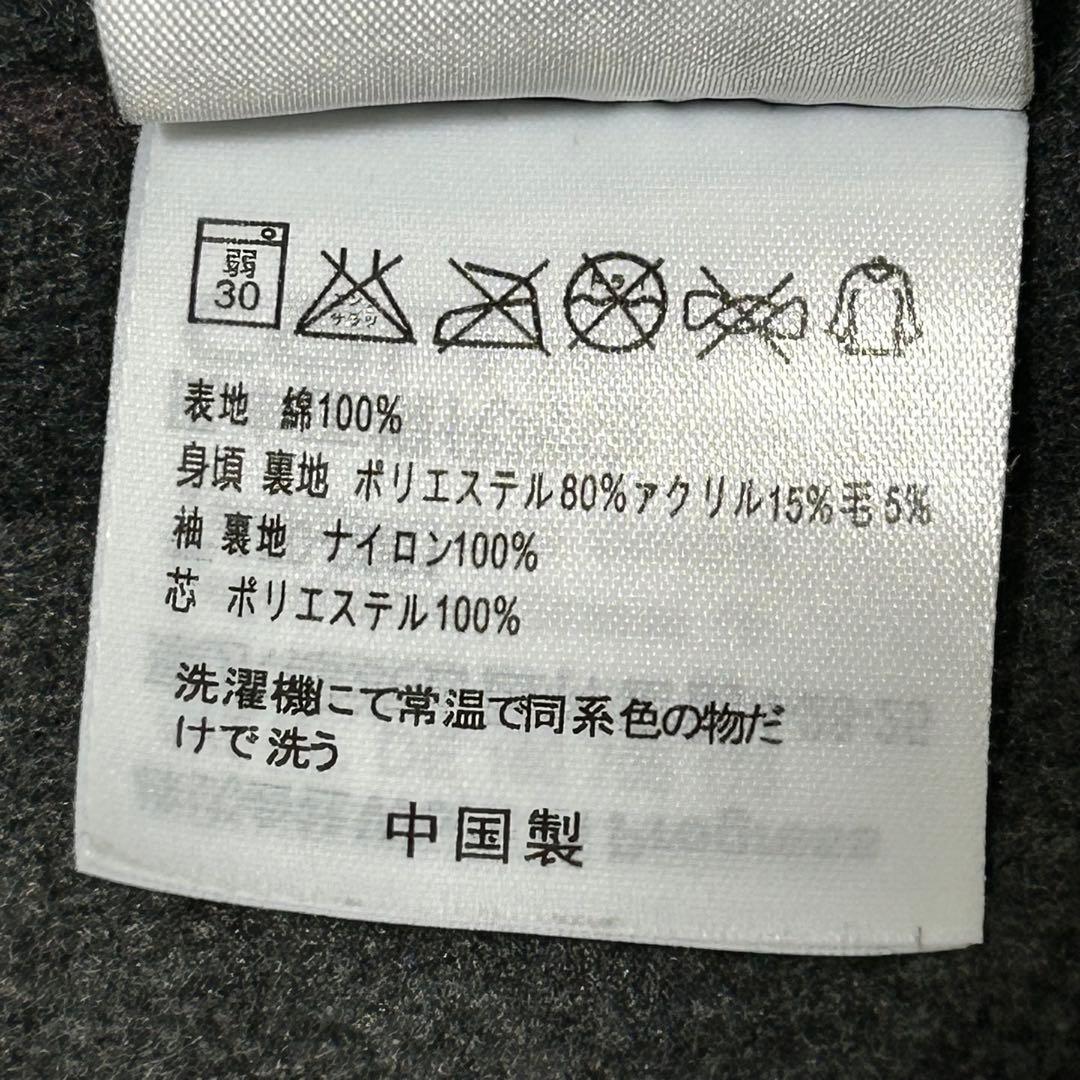 弱
30
表地 綿100%
身頃 裏地 ポリエステル80%アクリル15%毛5%
袖 裏地 ナイロン100%
芯 ポリエステル100%
洗濯機にて常温で同系色の物だ
けで洗う
中国製